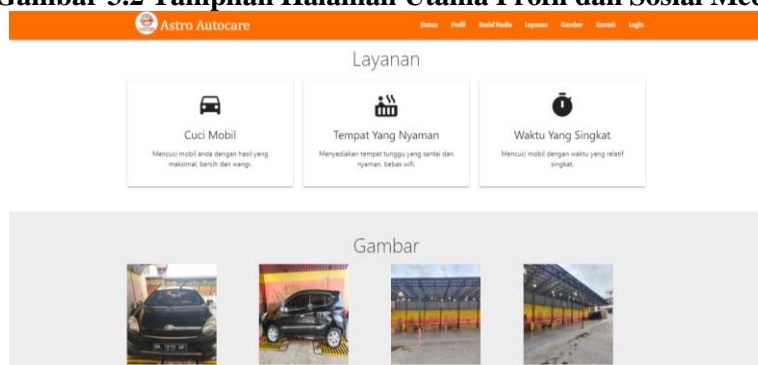 Gambar 5.2 Tampilan Halaman Utama Profil dan Sosial Med
Astro Autocare
Status Profil Sosial Media Layanan Gambar Kontak Login
Layanan
Cuci Mobil
Mencuci mobil anda dengan hasil yang
maksimal, bersih dan wangi.
Tempat Yang Nyaman
Menyediakan tempat tunggu yang santai dan
nyaman, bebas wifi.
Waktu Yang Singkat
Mencuci mobil dengan waktu yang relatif
singkat.
Gambar